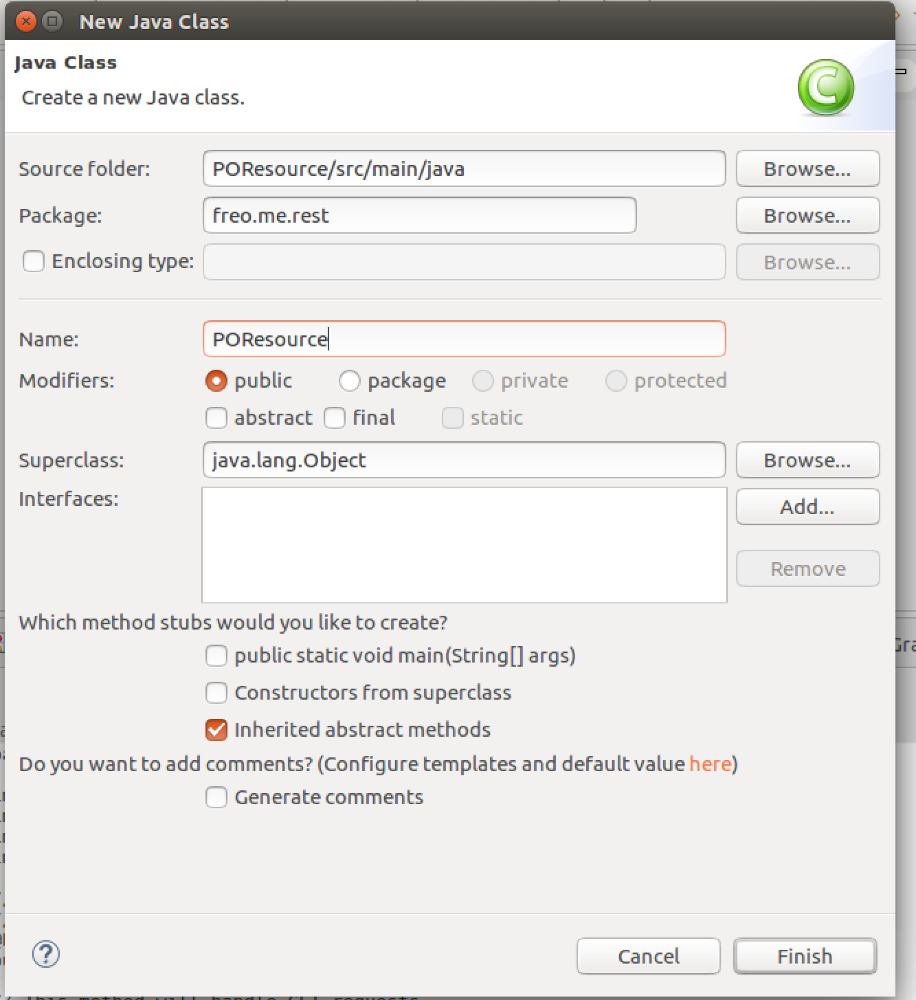 New Java Class
Java Class
Create a new Java class.
C
Source folder: POResource/src/main/java Browse...
Package: freo.me.rest Browse...
Enclosing type: Browse...
Name: POResource
Modifiers: public package private protected
abstract final static
Superclass: java.lang.Object Browse...
Interfaces: Add...
Remove
Which method stubs would you like to create?
public static void main(String[] args)
Constructors from superclass
Inherited abstract methods
Do you want to add comments? (Configure templates and default value here)
Generate comments
? Cancel Finish